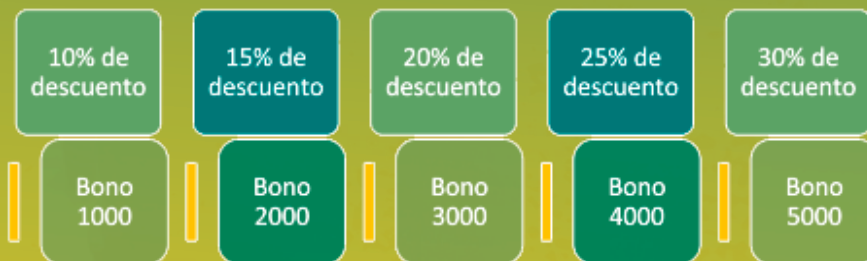 10% de
descuento
15% de
descuento
20% de
descuento
25% de
descuento
30% de
descuento
Bono
1000
Bono
2000
Bono
3000
Bono
4000
Bono
5000